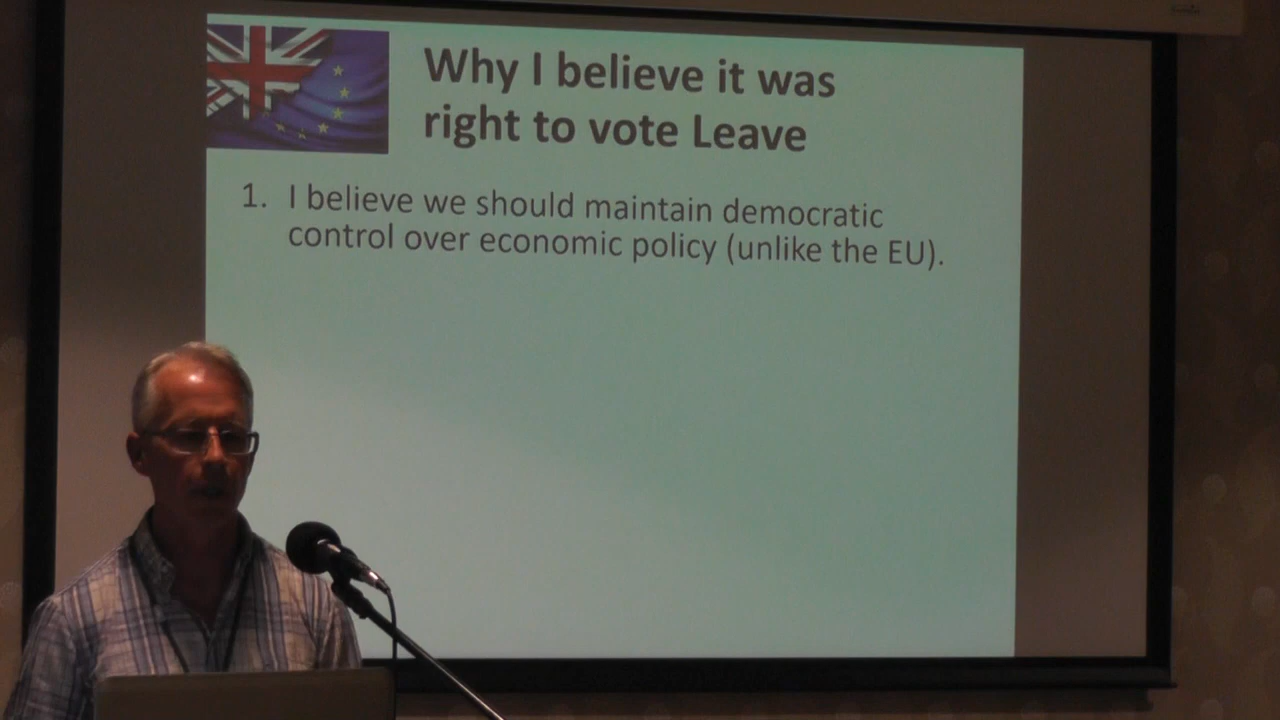 Why I believe it was
right to vote Leave
1. I believe we should maintain democratic
control over economic policy (unlike the EU).